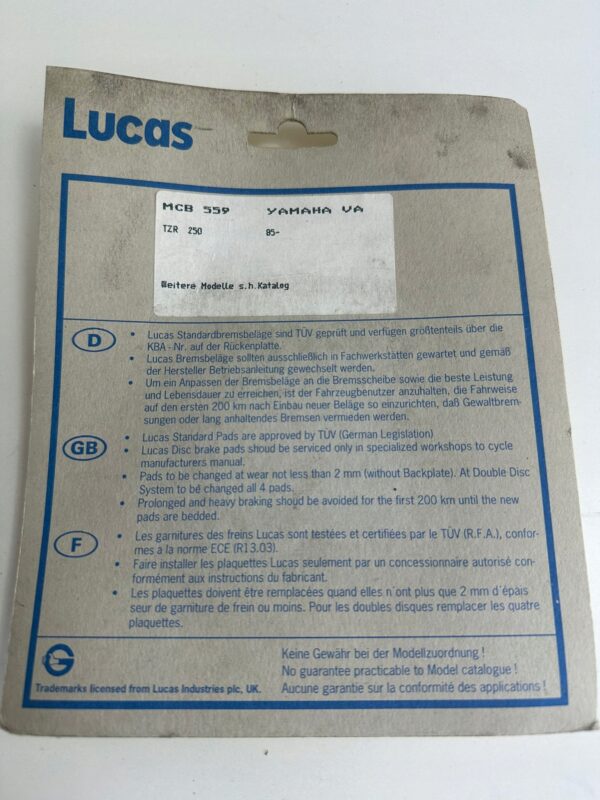 Lucas
MCB 559 YAMAHA VA
TZR 250 85-
Weitere Modelle s.h.Katalog
D
• Lucas Standardbremsbeläge sind TÜV geprüft und verfügen größtenteils über die
KBA-Nr. auf der Rückenplatte.
• Lucas Bremsbeläge sollten ausschließlich in Fachwerkstätten gewartet und gemäß
der Hersteller Betriebsanleitung gewechselt werden.
• Um ein Anpassen der Bremsbeläge an die Bremsscheibe sowie die beste Leistung
und Lebensdauer zu erreichen, ist der Fahrzeugbenutzer anzuhalten, die Fahrweise
auf den ersten 200 km nach Einbau neuer Beläge so einzurichten, daß Gewaltbrem-
sungen oder lang anhaltendes Bremsen vermieden werden.
GB
• Lucas Standard Pads are approved by TÜV (German Legislation)
• Lucas Disc brake pads shoud be serviced only in specialized workshops to cycle
manufacturers manual.
• Pads to be changed at wear not less than 2 mm (without Backplate). At Double Disc
System to be changed all 4 pads.
• Prolonged and heavy braking shoud be avoided for the first 200 km until the new
pads are bedded.
F
• Les garnitures des freins Lucas sont testées et certifiées par le TÜV (R.F.A.), confor-
mes a la norme ECE (R13.03).
• Faire installer les plaquettes Lucas seulement par un concessionnaire autorisé con-
formément aux instructions du fabricant.
• Les plaquettes doivent être remplacées quand elles n'ont plus que 2 mm d'épais
seur de garniture de frein ou moins. Pour les doubles disques remplacer les quatre
plaquettes.
Trademarks licensed from Lucas Industries plc, UK.
Keine Gewähr bei der Modellzuordnung !
No guarantee practicable to Model catalogue !
Aucune garantie sur la conformité des applications !